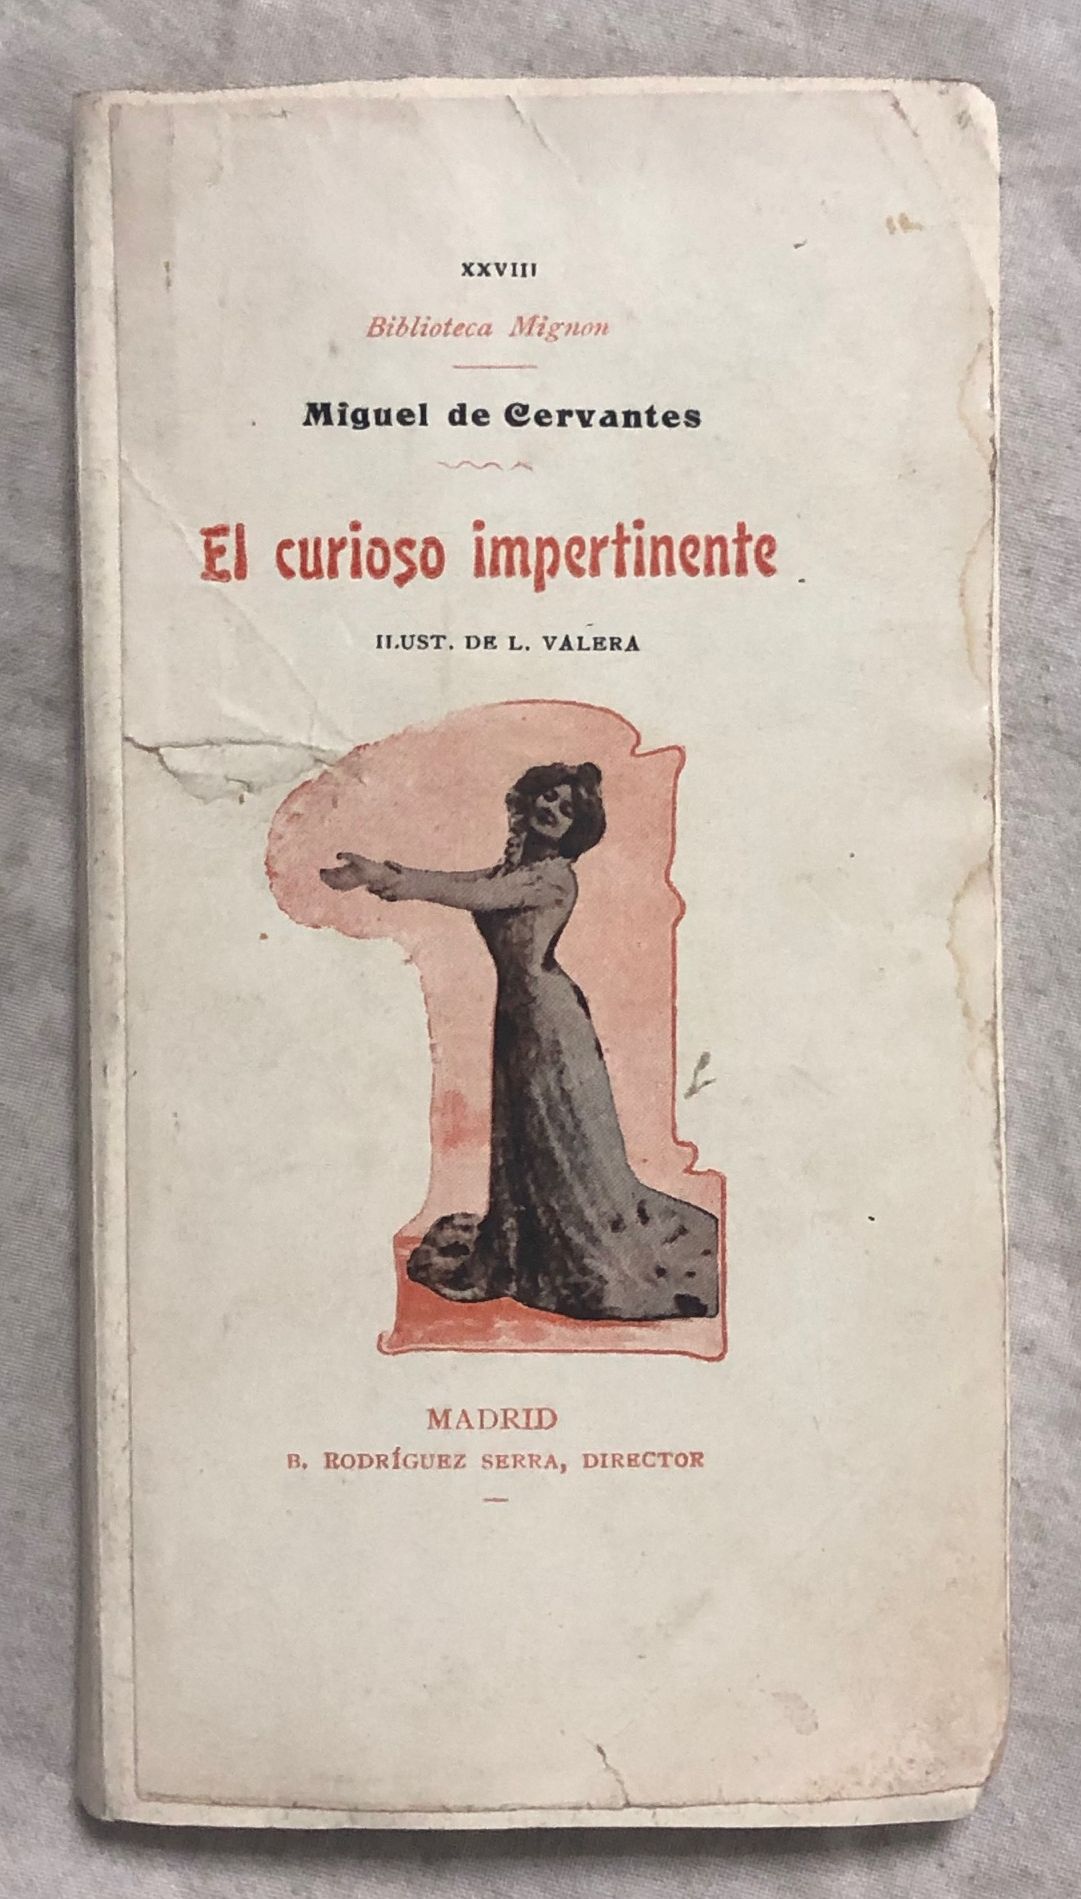 XXVIII
Biblioteca Mignon
Miguel de Cervantes
El curioso impertinente
ILUST. DE L. VALERA
MADRID
B. RODRÍGUEZ SERRA, DIRECTOR